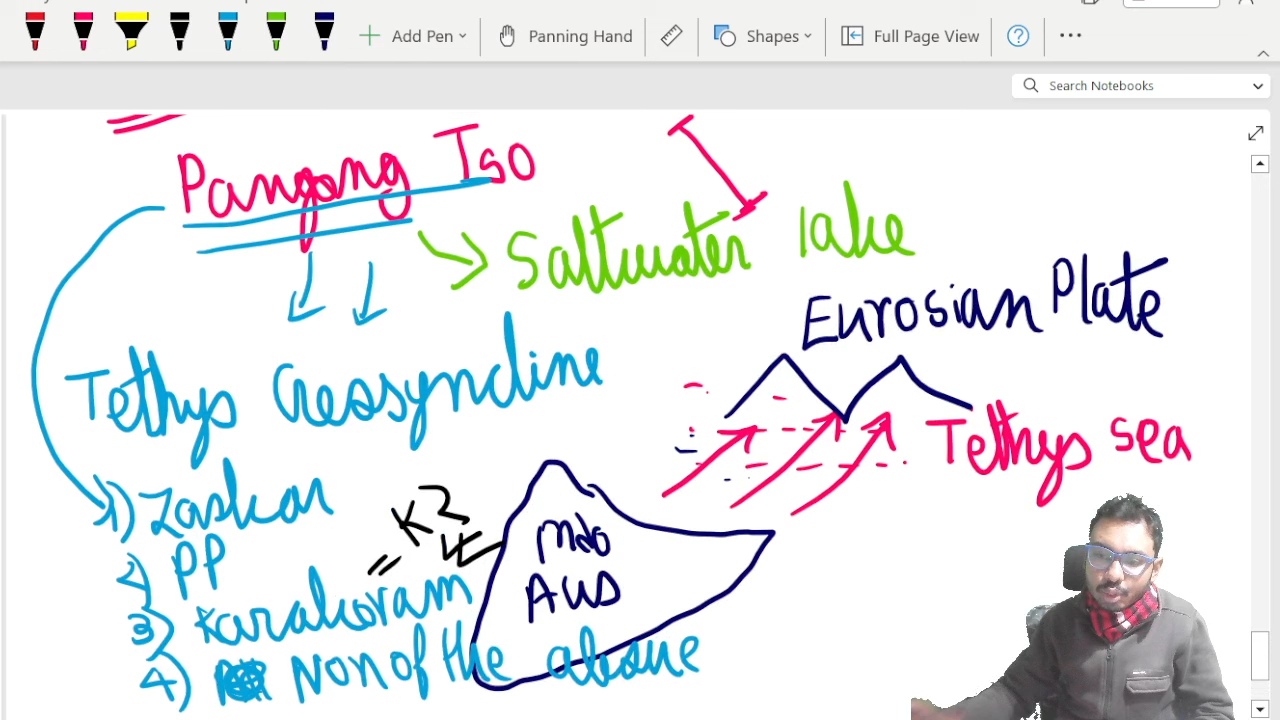 Add Pen
Panning Hand
Shapes
Full Page View
Search Notebooks
Pangong Tso
Saltwater lake
Eurosian Plate
Tethys Geosyncline
Tethys Sea
1) Zaskar
K2
2) PP
Indo
Aus
3) Karakoram
4) Non of the above